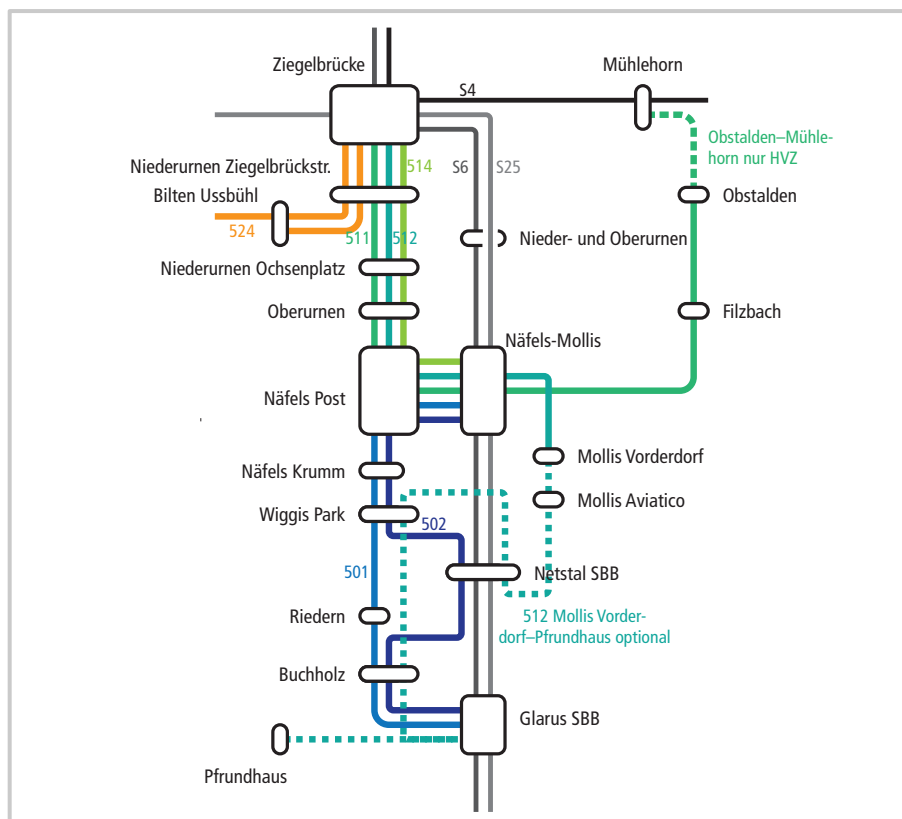 Ziegelbrücke
Mühlehorn
S4
Obstalden–Mühle-
horn nur HVZ
Niederurnen Ziegelbrückstr.
514
S6
S25
Bilten Ussbühl
Obstalden
524
511
512
Nieder- und Oberurnen
Niederurnen Ochsenplatz
Oberurnen
Filzbach
Näfels-Mollis
Näfels Post
Mollis Vorderdorf
Näfels Krumm
Mollis Aviatico
Wiggis Park
502
501
Netstal SBB
Riedern
512 Mollis Vorder-
dorf–Pfrundhaus optional
Buchholz
Glarus SBB
Pfrundhaus